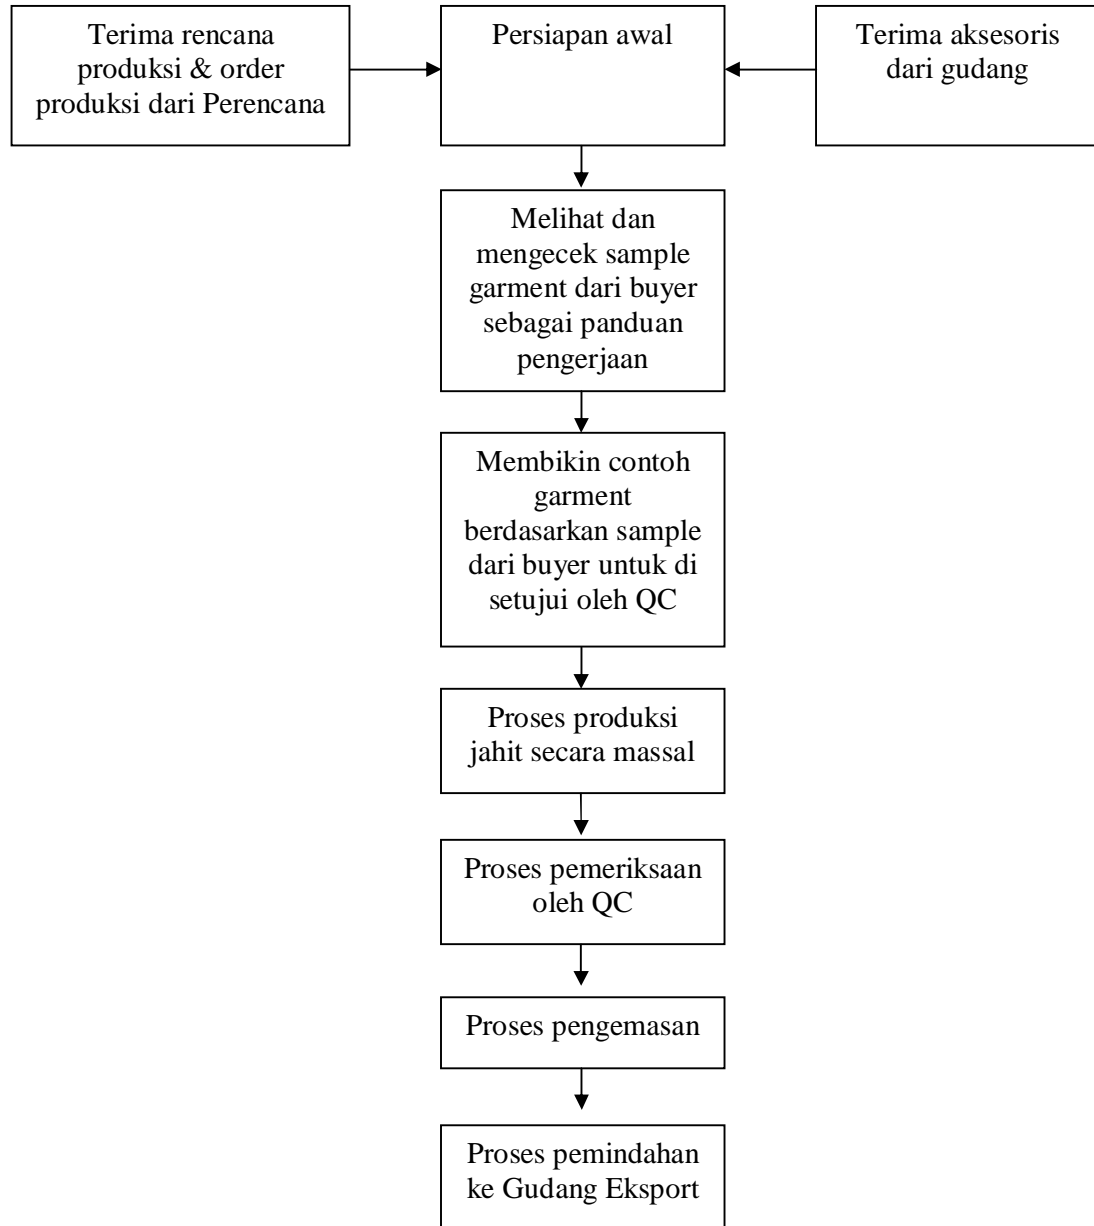 Terima rencana
produksi & order
produksi dari Perencana
Persiapan awal
Terima aksesoris
dari gudang
Melihat dan
mengecek sample
garment dari buyer
sebagai panduan
pengerjaan
Membikin contoh
garment
berdasarkan sample
dari buyer untuk di
setujui oleh QC
Proses produksi
jahit secara massal
Proses pemeriksaan
oleh QC
Proses pengemasan
Proses pemindahan
ke Gudang Eksport